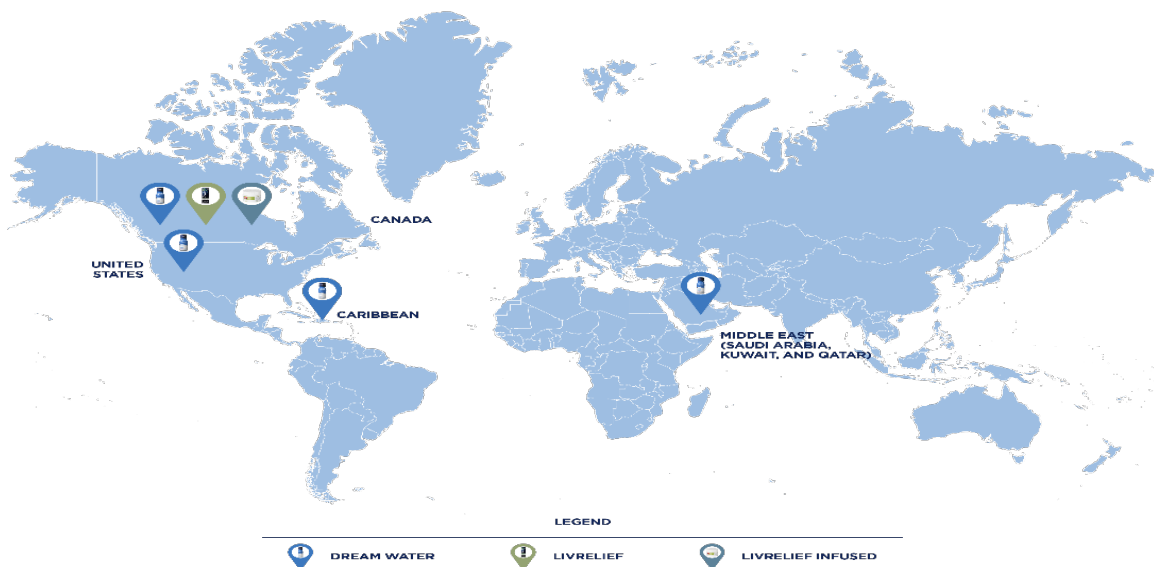 CANADA
UNITED
STATES
CARIBBEAN
MIDDLE EAST
(SAUDI ARABIA,
KUWAIT, AND QATAR)
LEGEND
DREAM WATER
LIVRELIEF
LIVRELIEF INFUSED